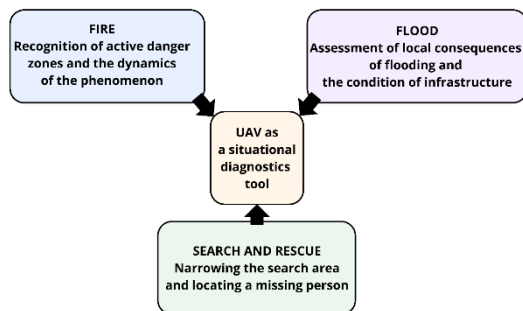 FIRE
Recognition of active danger
zones and the dynamics
of the phenomenon
FLOOD
Assessment of local consequences
of flooding and
the condition of infrastructure
UAV as
a situational
diagnostics
tool
SEARCH AND RESCUE
Narrowing the search area
and locating a missing person